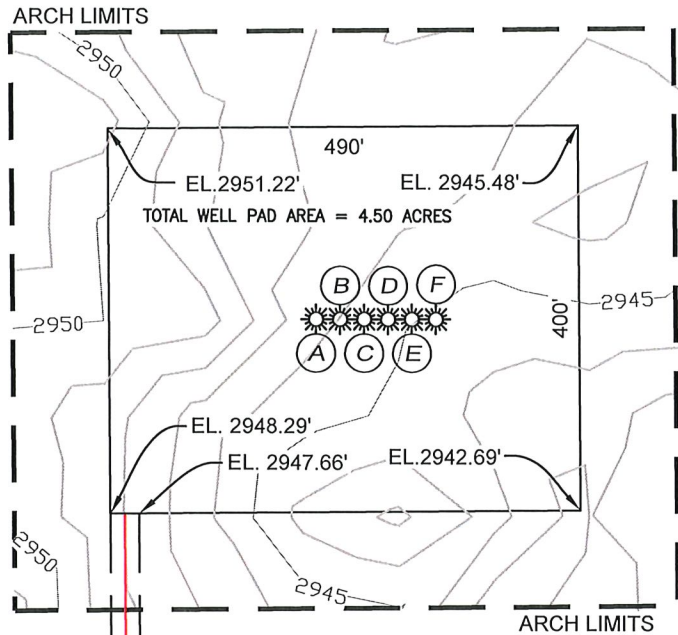 ARCH LIMITS
2950
490'
EL.2951.22'
EL. 2945.48'
TOTAL WELL PAD AREA = 4.50 ACRES
B D F
2945
2950
400'
A C E
EL. 2948.29'
EL. 2947.66'
EL. 2942.69'
2950
2945
ARCH LIMITS